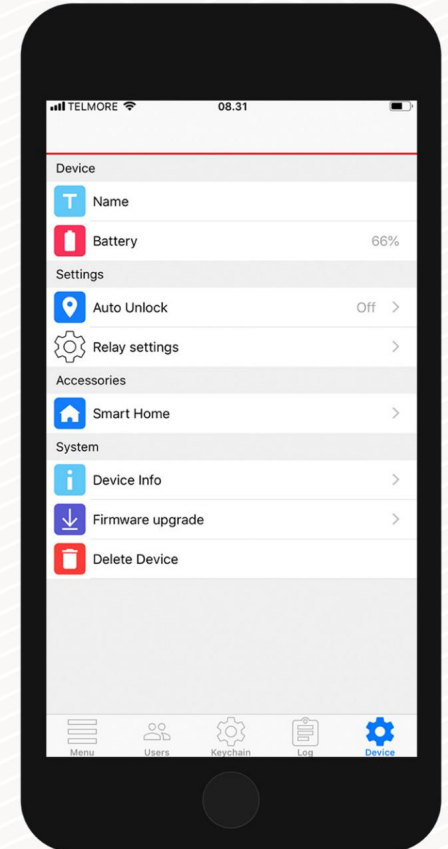 TELMORE 08.31
Device
T Name
Battery 66%
Settings
Auto Unlock Off
Relay settings
Accessories
Smart Home
System
i Device Info
Firmware upgrade
Delete Device
Menu Users Keychain Log Device